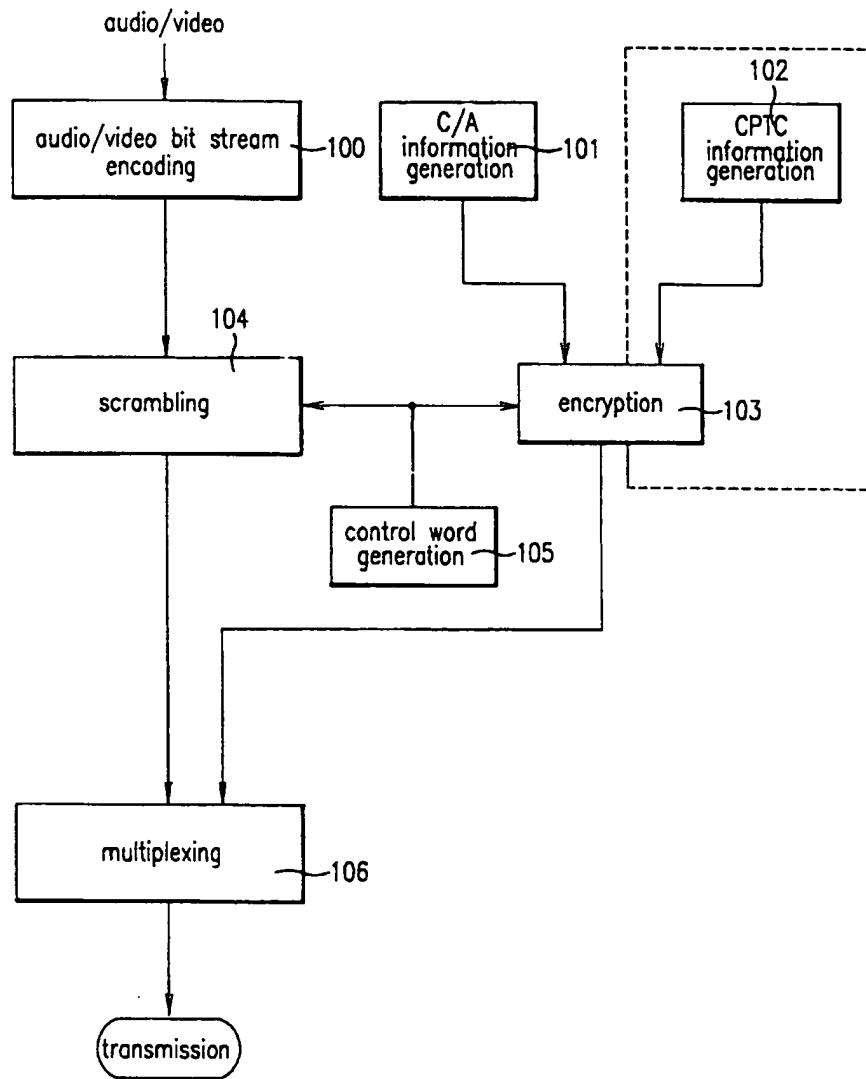 audio/video
audio/video bit stream
encoding
100
C/A
information
generation
101
102
CPTC
information
generation
104
scrambling
encryption
103
control word
generation
105
multiplexing
106
transmission